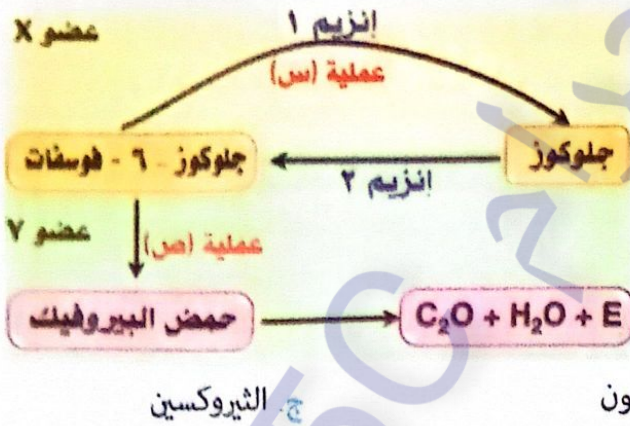 عضو X
إنزيم ١
عملية (س)
جلوكوز - ٦ - فوسفات
إنزيم ٢
جلوكوز
عضو Y
عملية (ص)
حمض البيروفيك
C₂O + H₂O + E
ج. الثيروكسين
ون